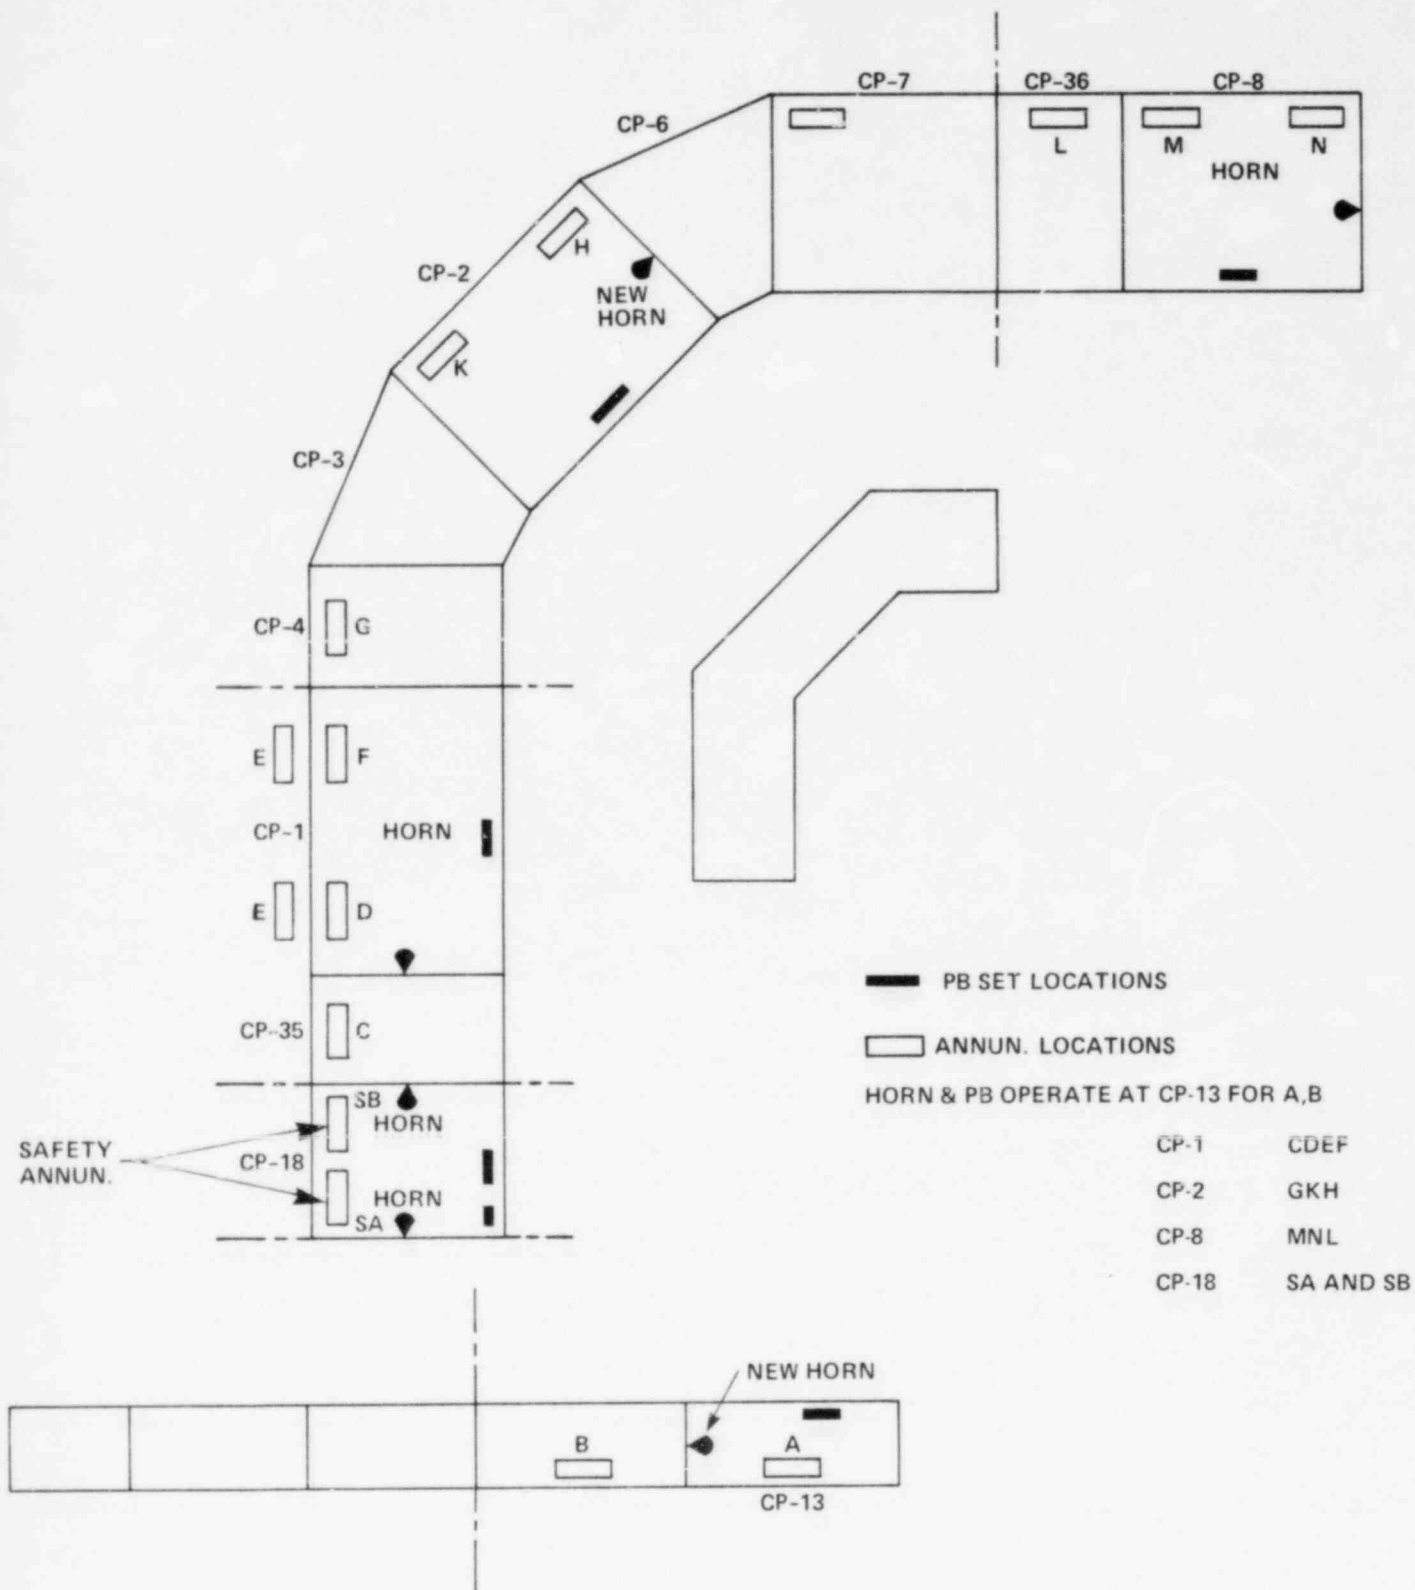 CP-7
CP-36
CP-8
CP-6
L
M
N
HORN
H
CP-2
NEW
HORN
K
CP-3
CP-4
G
E
F
CP-1
HORN
E
D
PB SET LOCATIONS
CP-35
C
ANNUN. LOCATIONS
SB
HORN
HORN & PB OPERATE AT CP-13 FOR A,B
SAFETY
ANNUN.
CP-18
HORN
SA
CP-1 CDEF
CP-2 GKH
CP-8 MNL
CP-18 SA AND SB
NEW HORN
B
A
CP-13